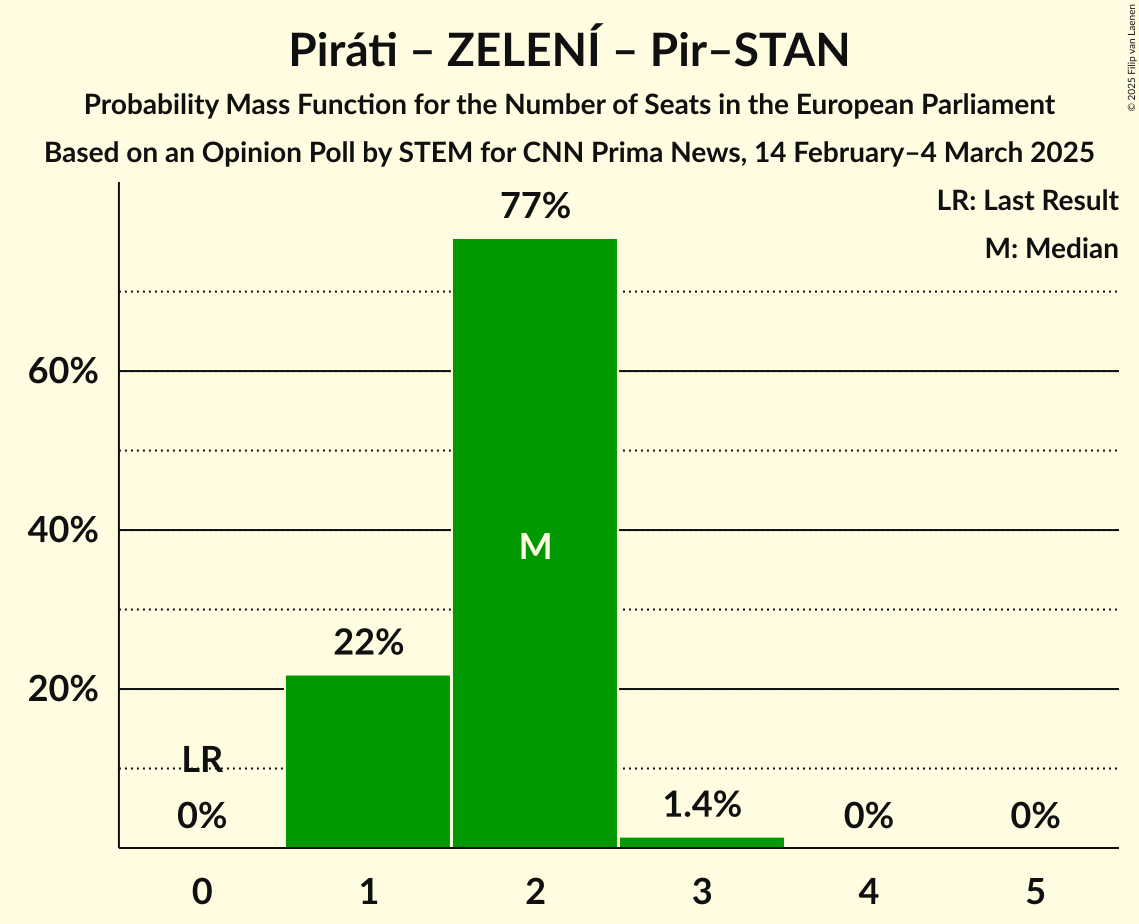 Piráti – ZELENÍ – Pir–STAN
Probability Mass Function for the Number of Seats in the European Parliament
Based on an Opinion Poll by STEM for CNN Prima News, 14 February–4 March 2025
© 2025 Filip van Laenen
LR: Last Result
M: Median
77%
60%
40%
M
22%
20%
LR
0%
1.4%
0%
0%
0
1
2
3
4
5